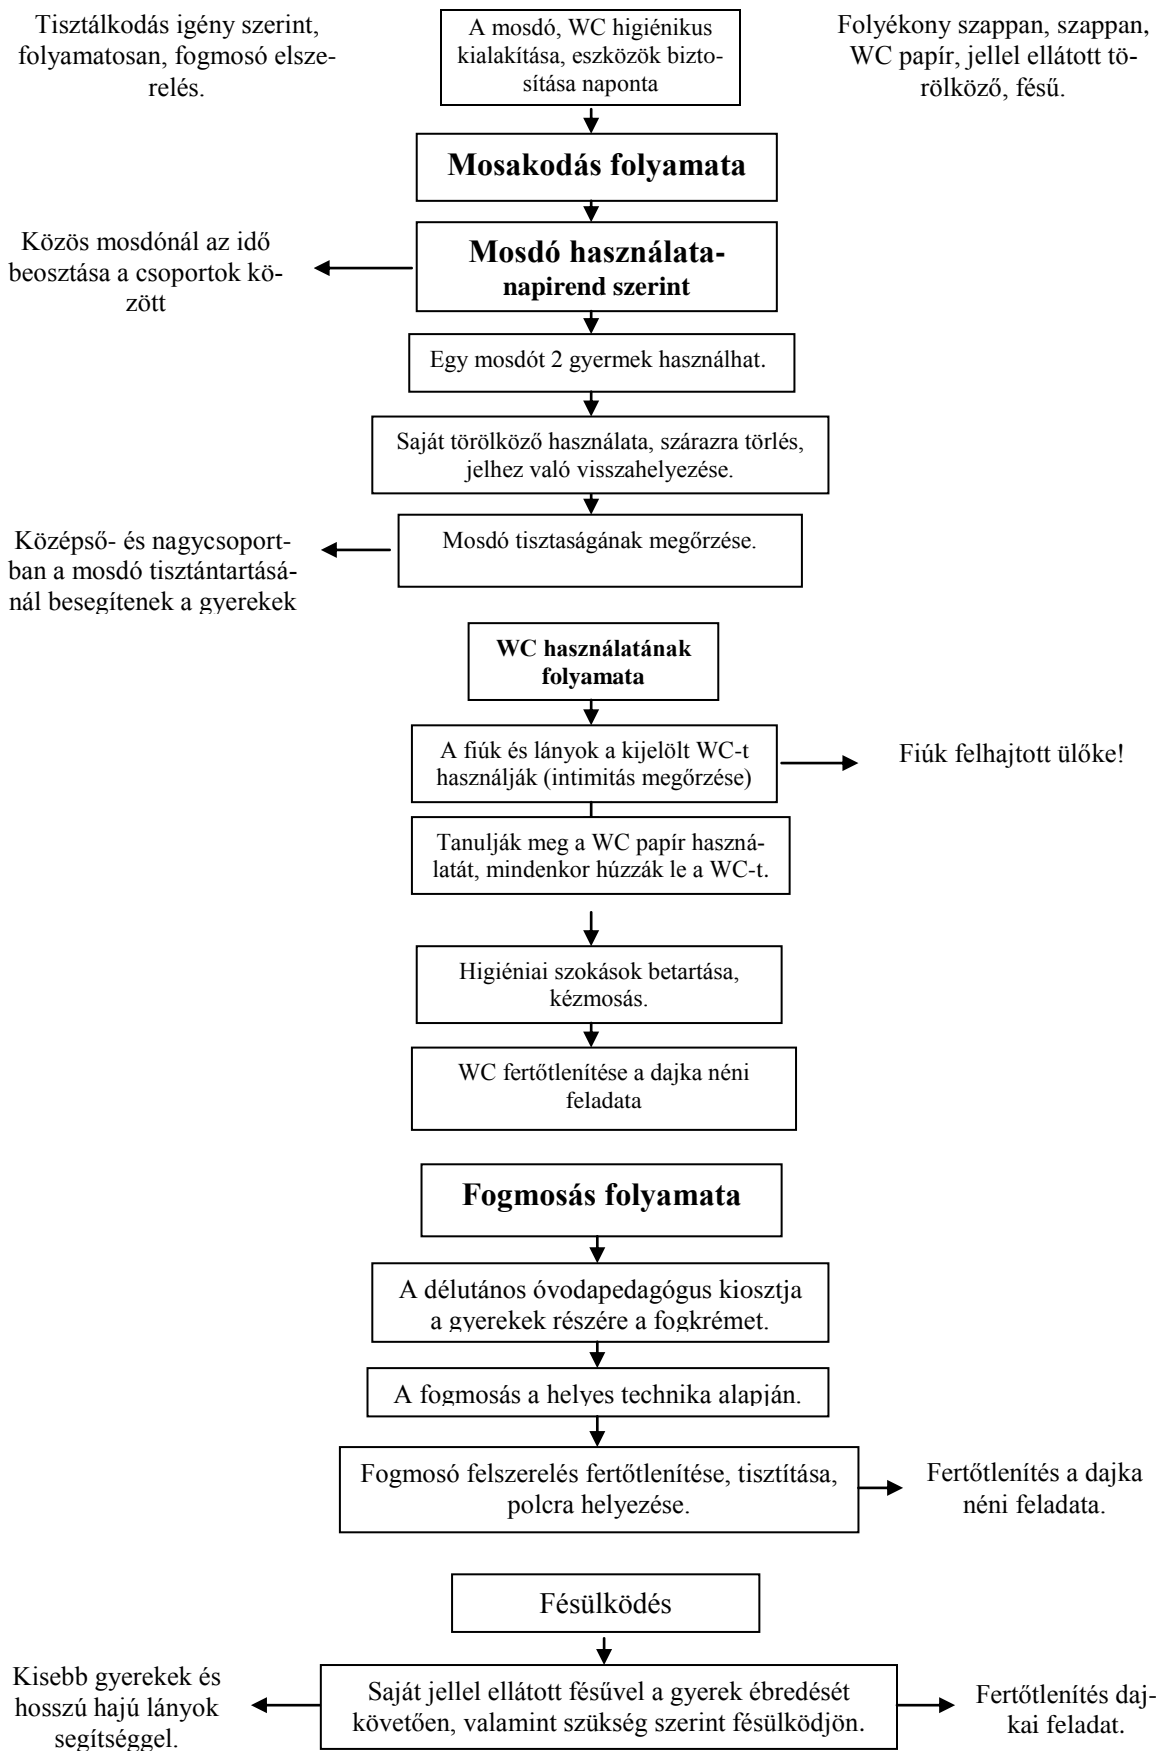 Tisztálkodás igény szerint,
folyamatosan, fogmosó elsze-
relés.
A mosdó, WC higiénikus
kialakítása, eszközök bizto-
sítása naponta
Folyékony szappan, szappan,
WC papír, jellel ellátott tö-
rölköző, fésű.
Mosakodás folyamata
Közös mosdónál az idő
beosztása a csoportok kö-
zött
Mosdó használata-
napirend szerint
Egy mosdót 2 gyermek használhat.
Saját törölköző használata, szárazra törlés,
jelhez való visszahelyezése.
Középső- és nagycsoport-
ban a mosdó tisztántartásá-
nál besegítenek a gyerekek
Mosdó tisztaságának megőrzése.
WC használatának
folyamata
A fiúk és lányok a kijelölt WC-t
használják (intimitás megőrzése)
Fiúk felhajtott ülőke!
Tanulják meg a WC papír hasz ná-
latát, mindenkor húzzák le a WC-t.
Higiéniai szokások betartása,
kézmosás.
WC fertőtlenítése a dajka néni
feladata
Fogmosás folyamata
A délutános óvodapedagógus kiosztja
a gyerekek részére a fogkrémet.
A fogmosás a helyes technika alapján.
Fogmosó felszerelés fertőtlenítése, tisztítása,
polcra helyezése.
Fertőtlenítés a dajka
néni feladata.
Fésülködés
Kisebb gyerekek és
hosszú hajú lányok
segítséggel.
Saját jellel ellátott fésűvel a gyerek ébredését
követően, valamint szükség szerint fésülködjön.
Fertőtlenítés daj-
kai feladat.